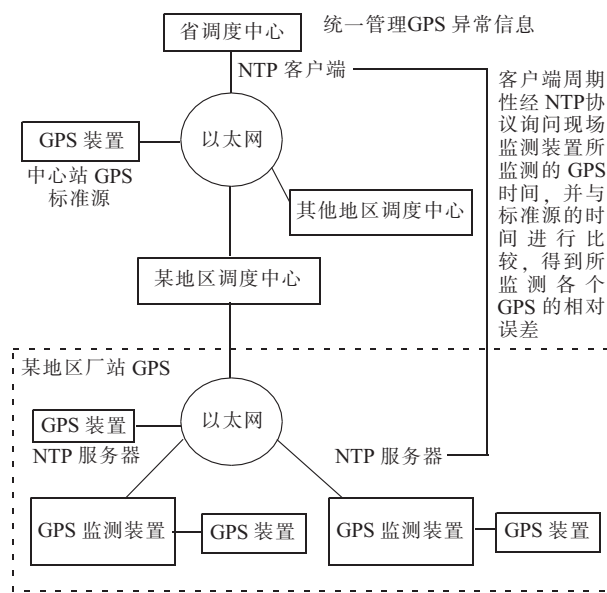 省调度中心
统一管理GPS 异常信息
NTP 客户端
GPS 装置
以太网
中心站 GPS
标准源
其他地区调度中心
某地区调度中心
客户端周期
性经 NTP协
议询问现场
监测装置所
监测的 GPS
时间，并与
标准源的时
间进行比
较，得到所
监测各个
GPS 的相对
误差
某地区厂站 GPS
以太网
GPS 装置
NTP 服务器
NTP 服务器
GPS 监测装置
GPS 装置
GPS 监测装置
GPS 装置